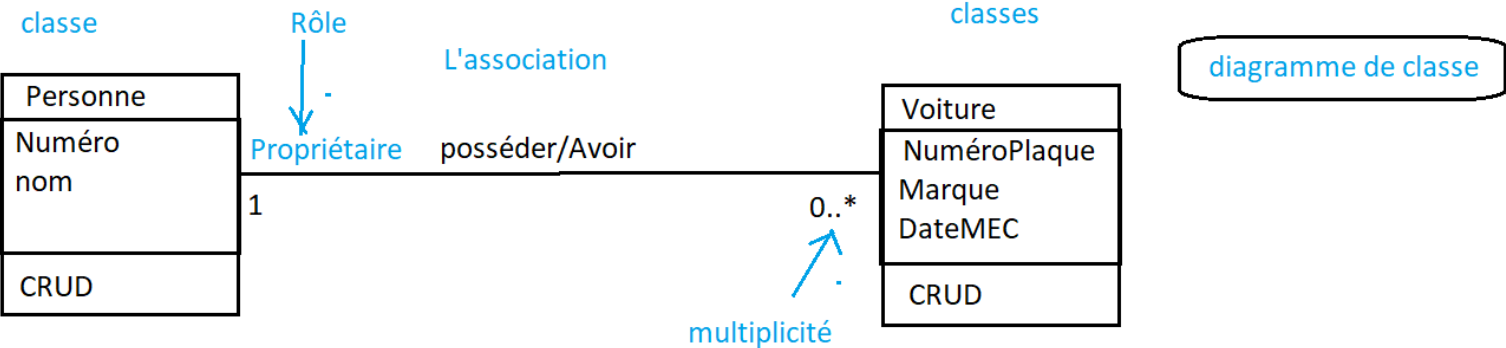 classe
Rôle
L'association
classes
diagramme de classe
Personne
Numéro
nom
CRUD
Propriétaire
posséder/Avoir
1
0..*
multiplicité
Voiture
NuméroPlaque
Marque
DateMEC
CRUD